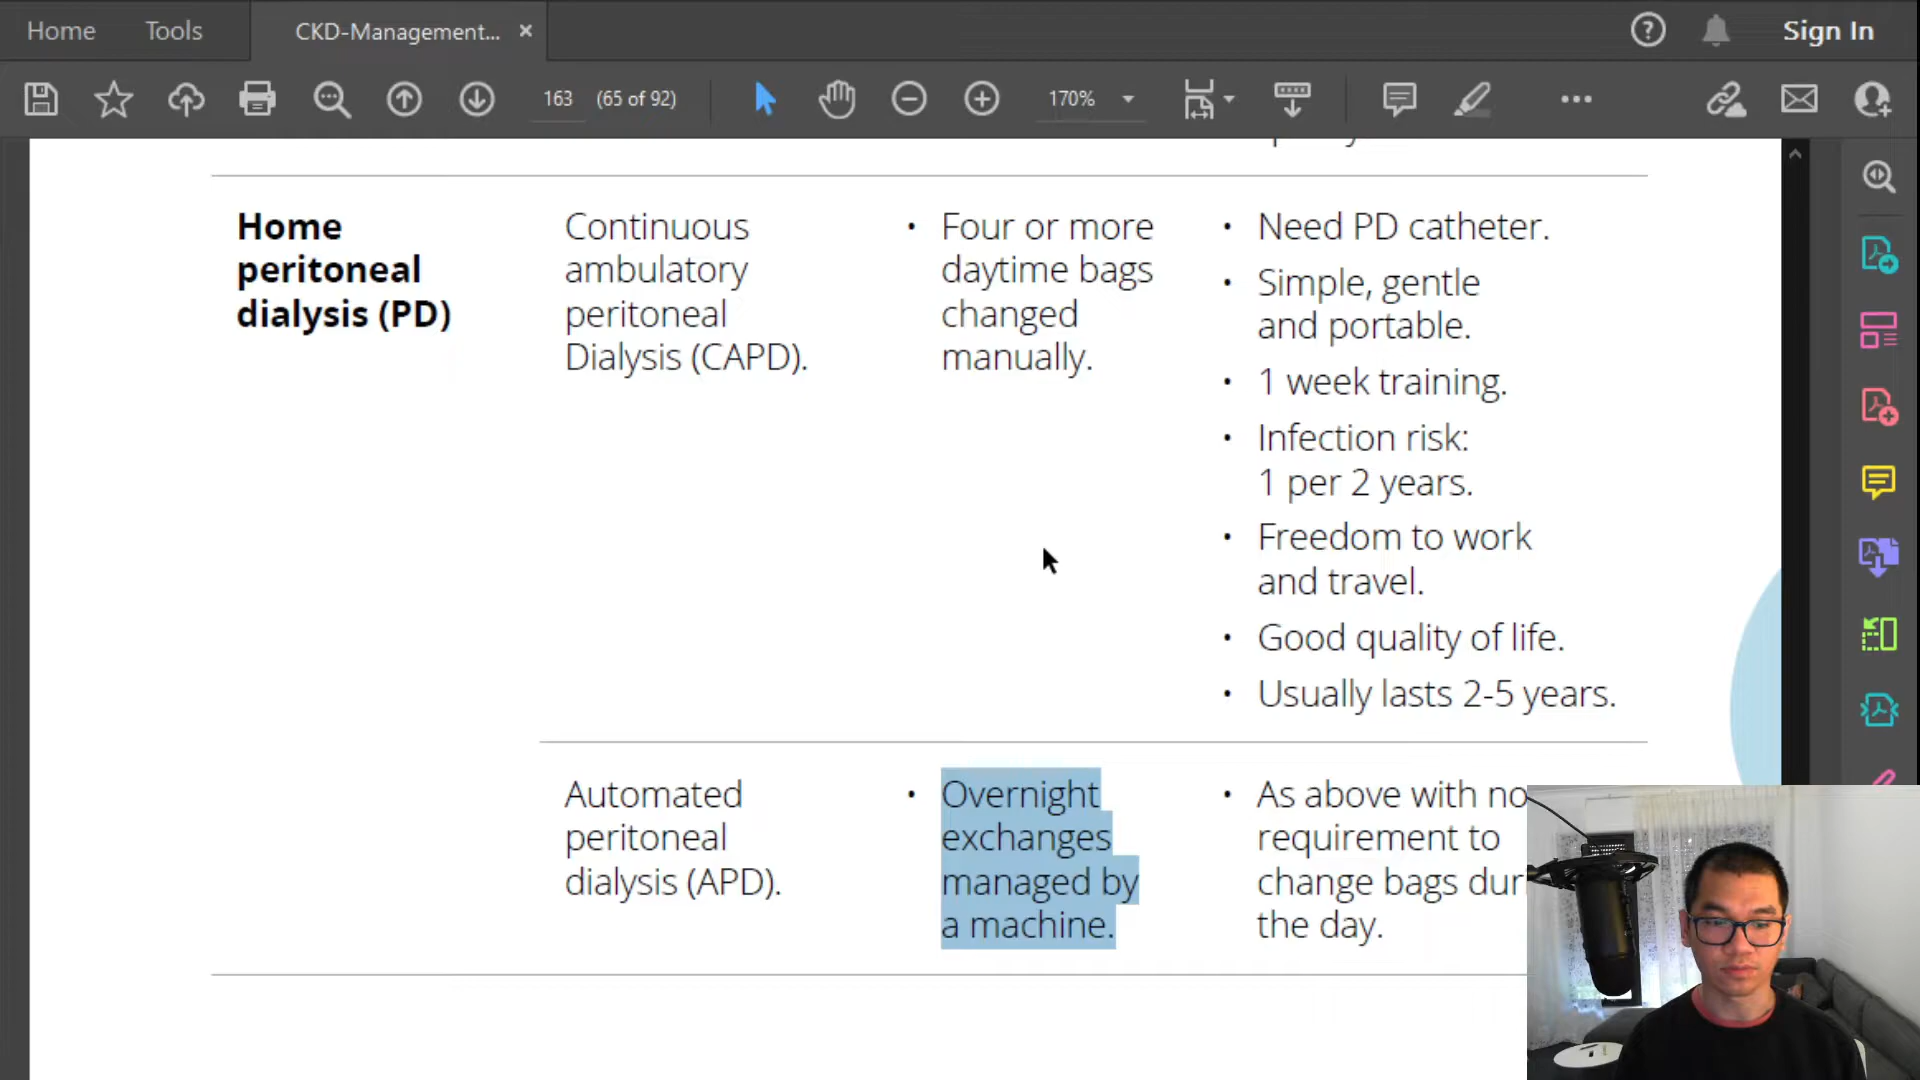 Home Tools CKD-Management... × Sign In
163 (65 of 92) 170%
Home
peritoneal
dialysis (PD)
Continuous
ambulatory
peritoneal
Dialysis (CAPD).
• Four or more
daytime bags
changed
manually.
• Need PD catheter.
• Simple, gentle
and portable.
• 1 week training.
• Infection risk:
1 per 2 years.
• Freedom to work
and travel.
• Good quality of life.
• Usually lasts 2-5 years.
Automated
peritoneal
dialysis (APD).
• Overnight
exchanges
managed by
a machine.
• As above with no
requirement to
change bags dur
the day.